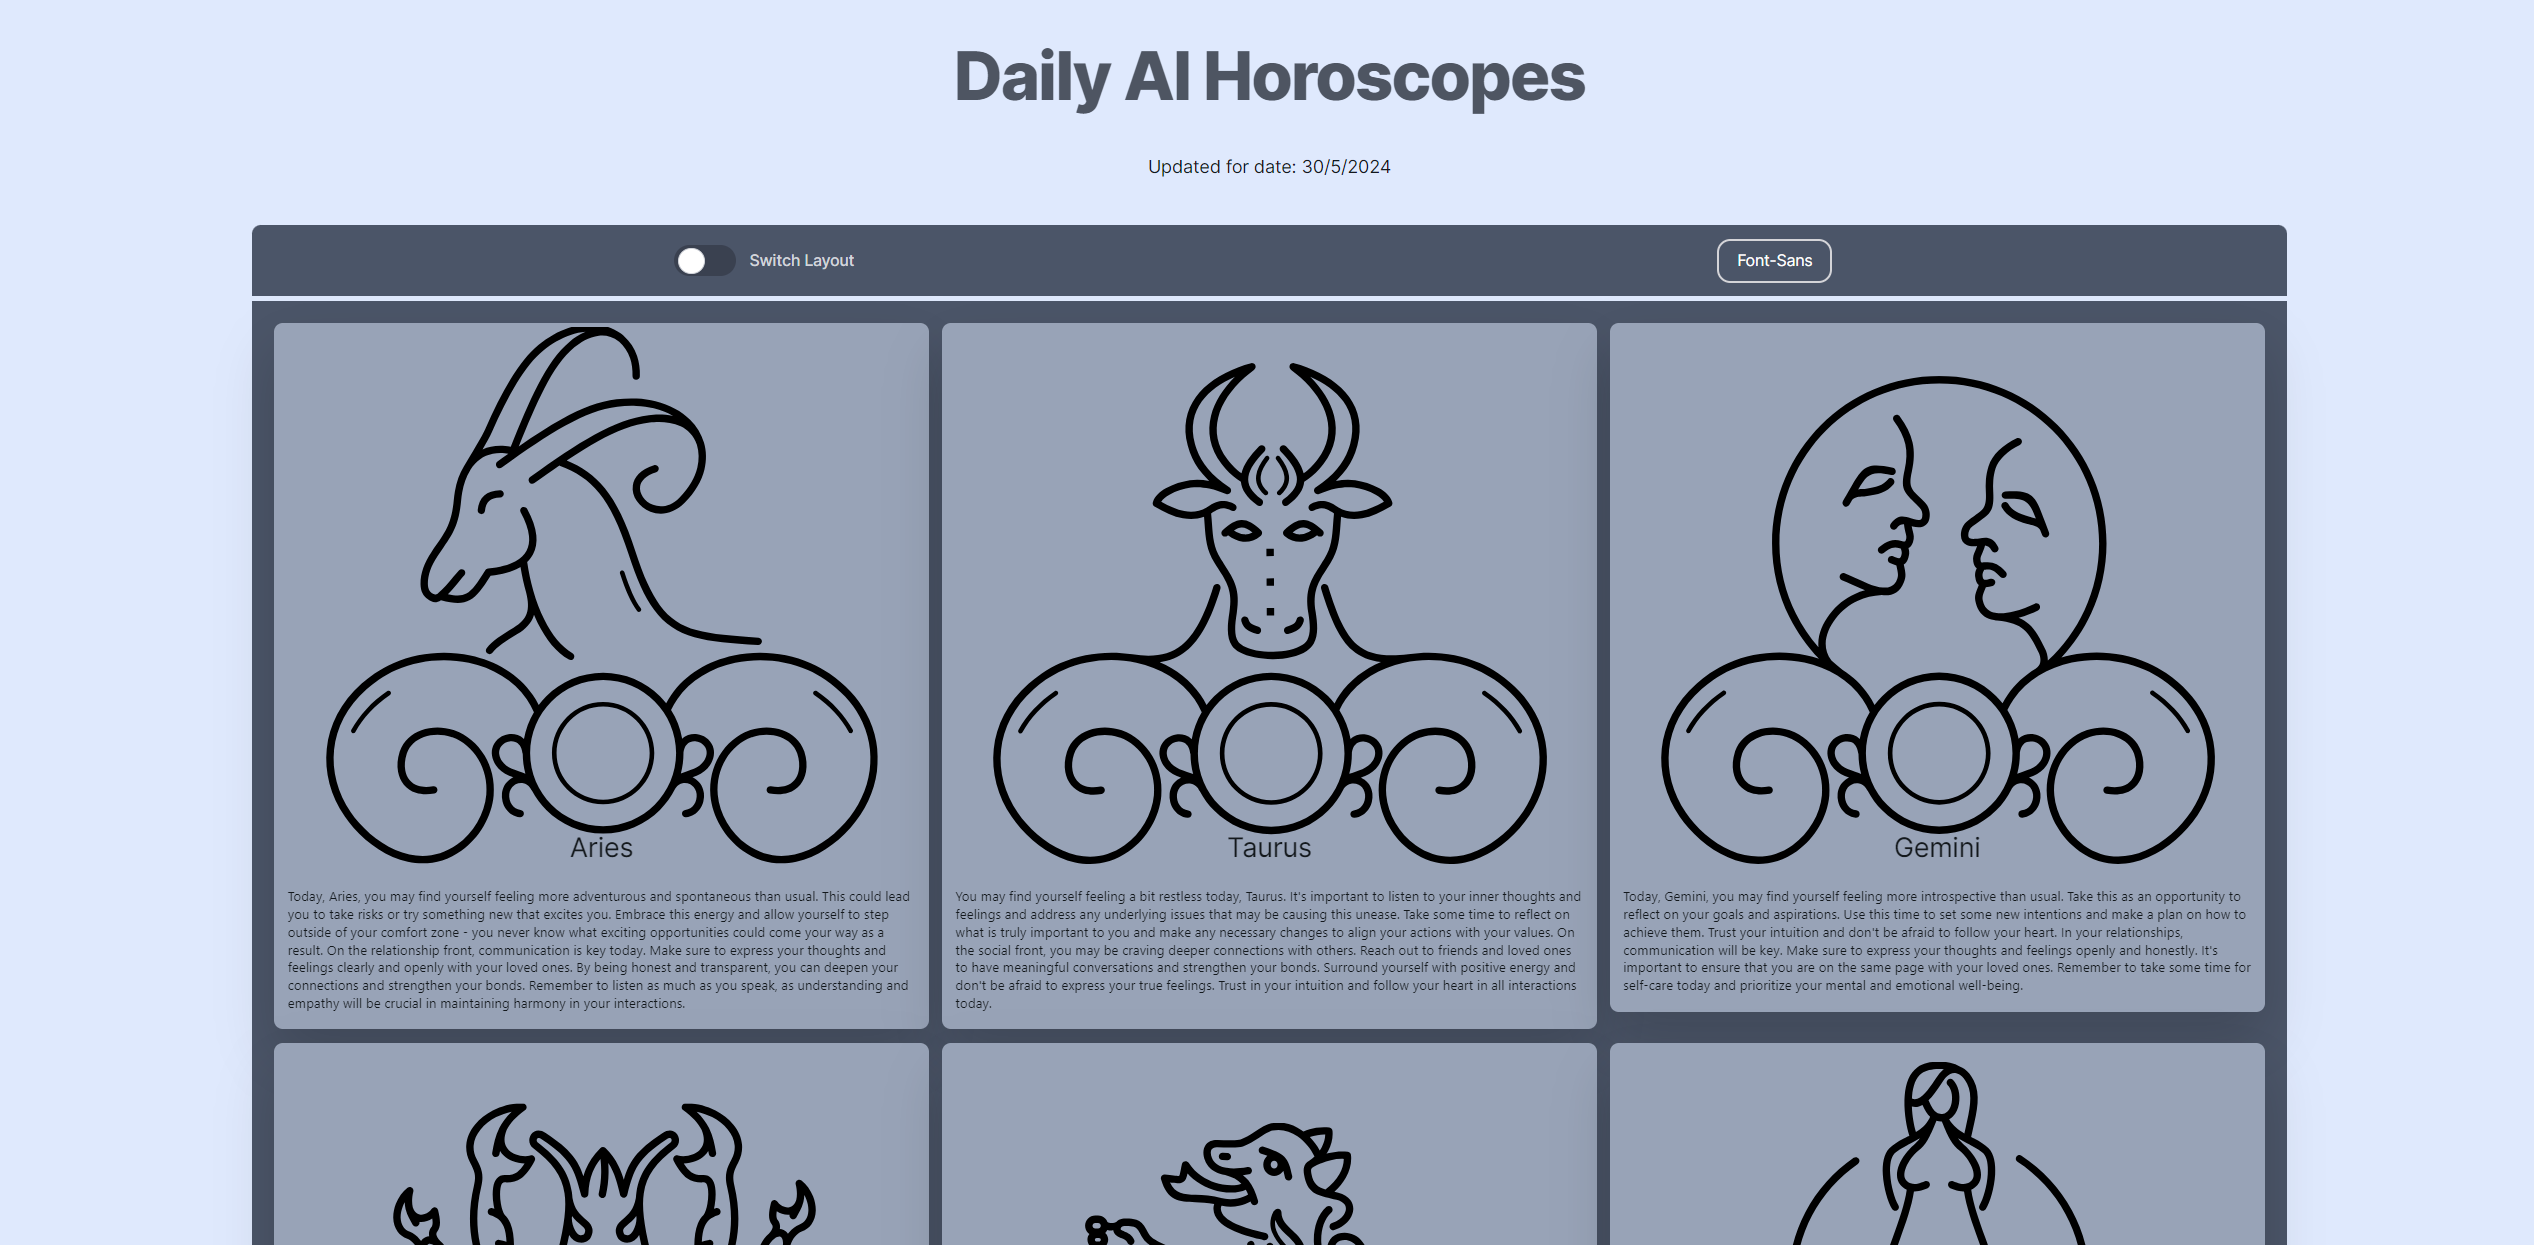 Daily AI Horoscopes
Updated for date: 30/5/2024
Switch Layout
Font-Sans
Aries
Today, Aries, you may find yourself feeling more adventurous and spontaneous than usual. This could lead
you to take risks or try something new that excites you. Embrace this energy and allow yourself to step
outside of your comfort zone - you never know what exciting opportunities could come your way as a
result. On the relationship front, communication is key today. Make sure to express your thoughts and
feelings clearly and openly with your loved ones. By being honest and transparent, you can deepen your
connections and strengthen your bonds. Remember to listen as much as you speak, as understanding and
empathy will be crucial in maintaining harmony in your interactions.
Taurus
You may find yourself feeling a bit restless today, Taurus. It's important to listen to your inner thoughts and
feelings and address any underlying issues that may be causing this unease. Take some time to reflect on
what is truly important to you and make any necessary changes to align your actions with your values. On
the social front, you may be craving deeper connections with others. Reach out to friends and loved ones
to have meaningful conversations and strengthen your bonds. Surround yourself with positive energy and
don't be afraid to express your true feelings. Trust in your intuition and follow your heart in all interactions
today.
Gemini
Today, Gemini, you may find yourself feeling more introspective than usual. Take this as an opportunity to
reflect on your goals and aspirations. Use this time to set some new intentions and make a plan on how to
achieve them. Trust your intuition and don't be afraid to follow your heart. In your relationships,
communication will be key. Make sure to express your thoughts and feelings openly and honestly. It's
important to ensure that you are on the same page with your loved ones. Remember to take some time for
self-care today and prioritize your mental and emotional well-being.